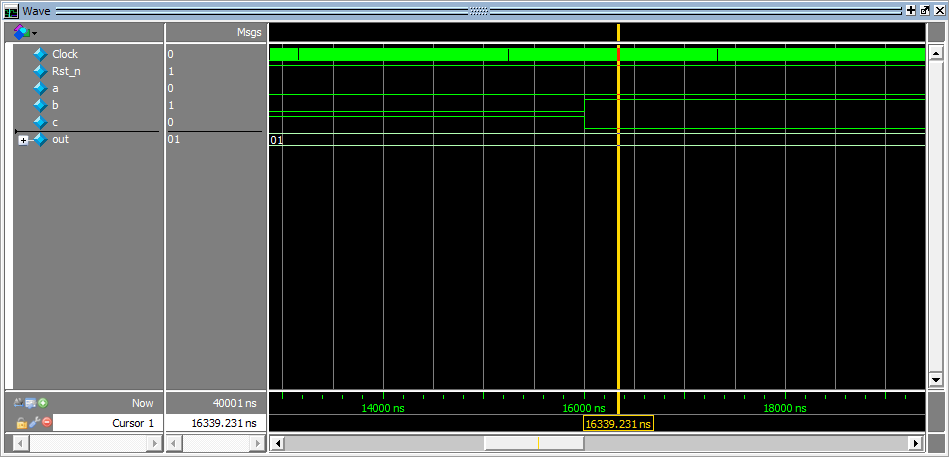 Wave
Msgs
Clock 0
Rst_n 1
a 0
b 1
c 0
out 01 01
Now 40001 ns 14000 ns 16000 ns 18000 ns
Cursor 1 16339.231 ns 16339.231 ns